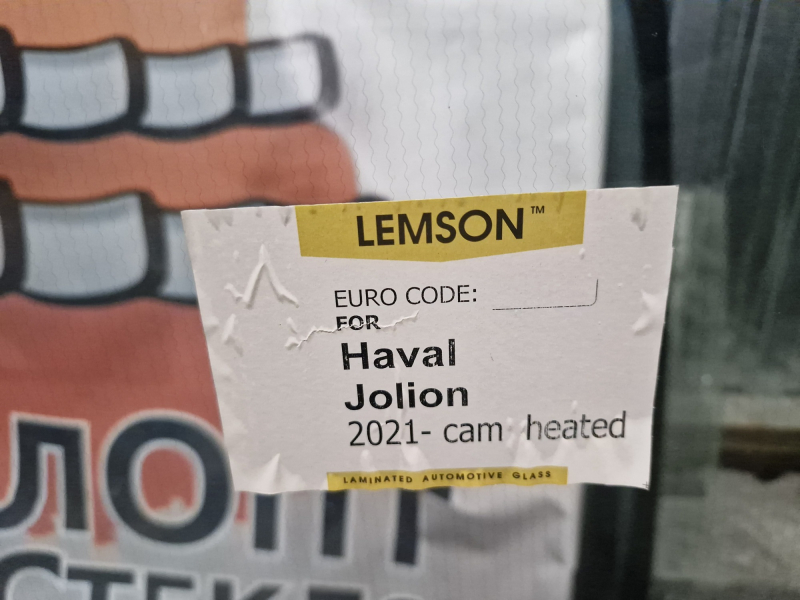 LEMSON™
EURO CODE:
FOR
Haval
Jolion
2021- cam heated
LAMINATED AUTOMOTIVE GLASS